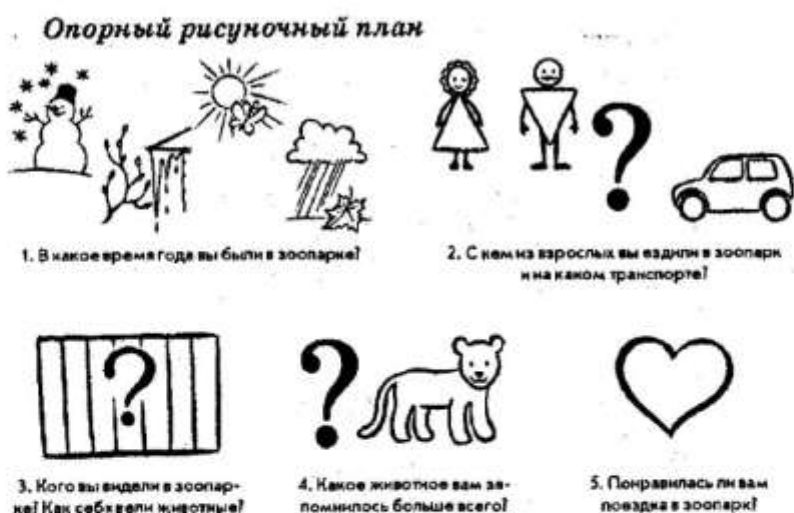 Опорный рисуночный план
1. В какое время года вы были в зоопарке?
2. С кем из взрослых вы ездили в зоопарк
и на каком транспорте?
3. Кого вы видели в зоопар-
ке? Как себя вели животные?
4. Какое животное вам за-
помнилось больше всего?
5. Понравилась ли вам
поездка в зоопарк?